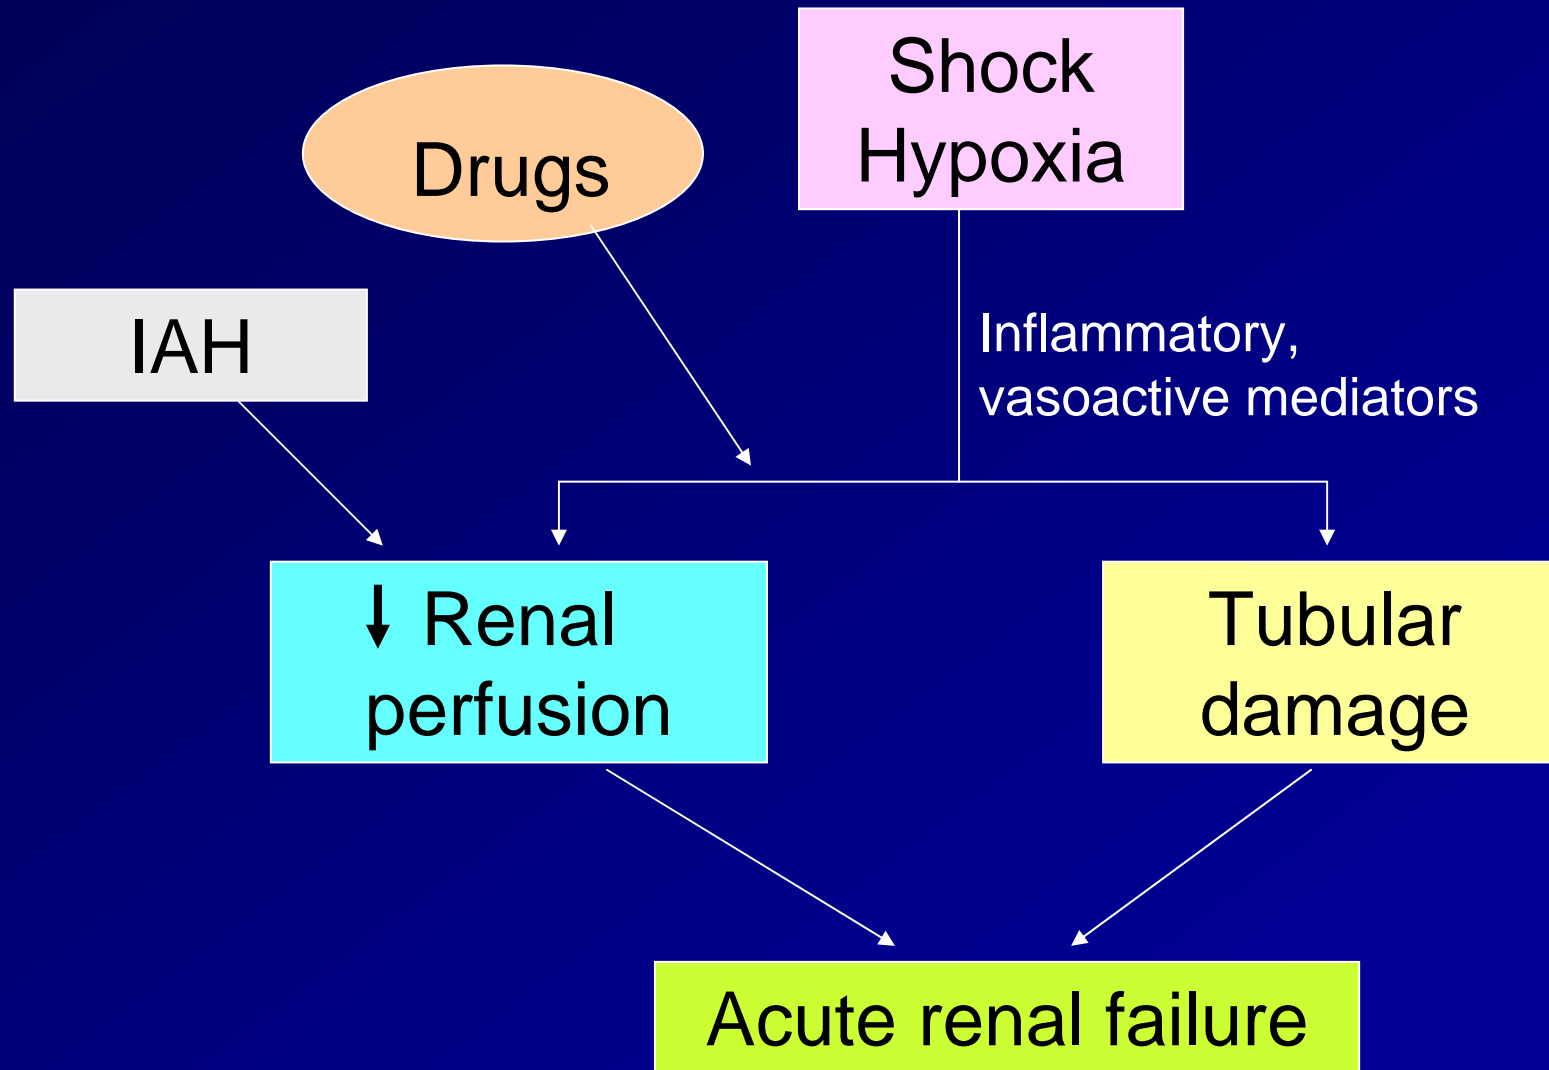 Shock
Hypoxia
Drugs
IAH
Inflammatory,
vasoactive mediators
Renal
perfusion
Tubular
damage
Acute renal failure